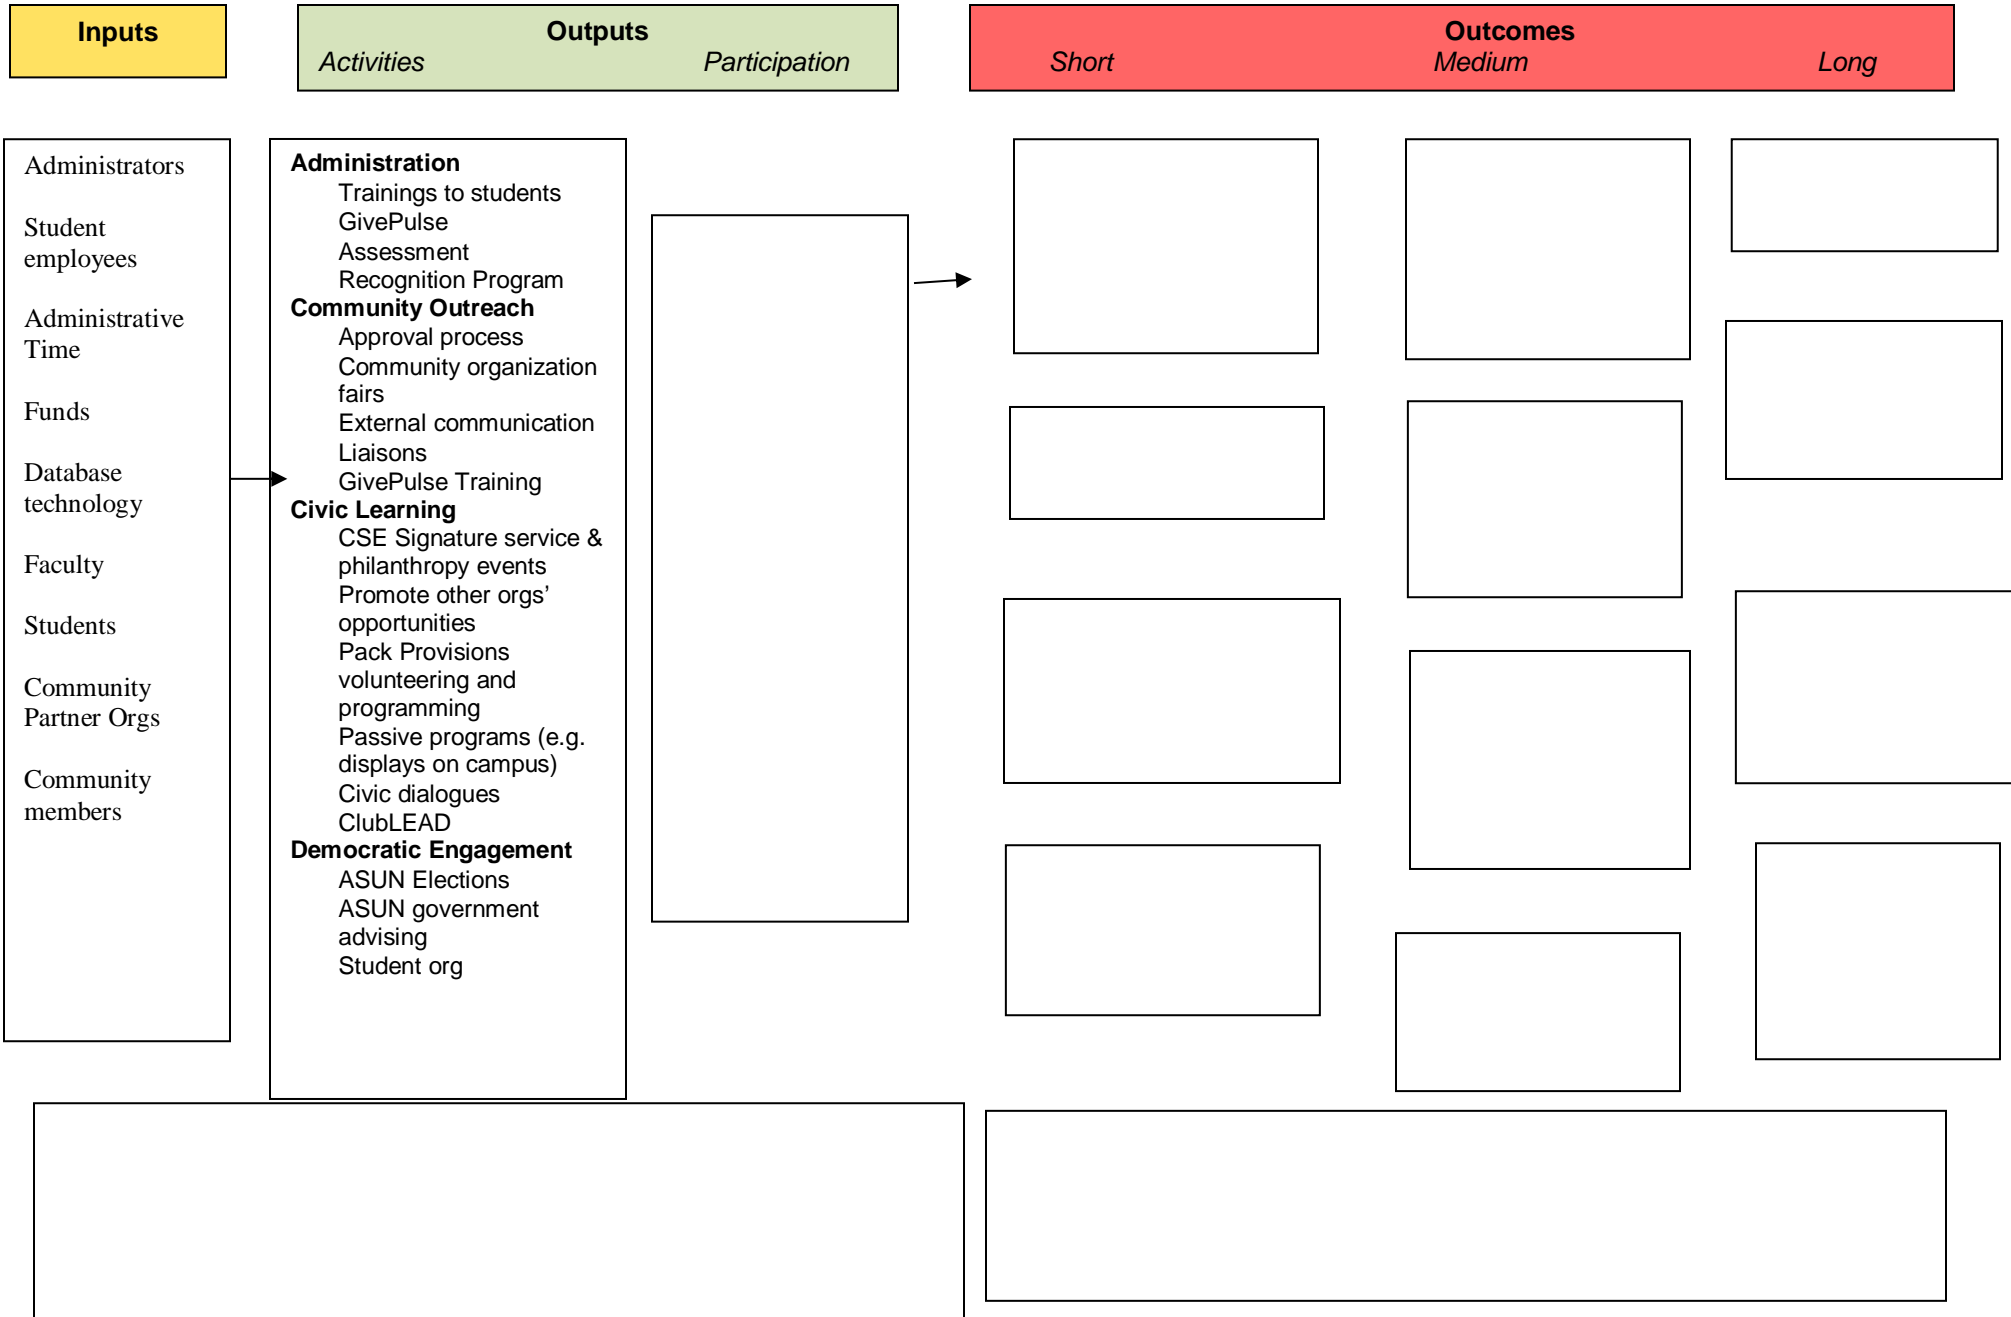 Inputs
Outputs
Activities Participation
Outcomes
Short Medium Long
Administrators
Student
employees
Administrative
Time
Funds
Database
technology
Faculty
Students
Community
Partner Orgs
Community
members
Administration
Trainings to students
GivePulse
Assessment
Recognition Program
Community Outreach
Approval process
Community organization
fairs
External communication
Liaisons
GivePulse Training
Civic Learning
CSE Signature service &
philanthropy events
Promote other orgs’
opportunities
Pack Provisions
volunteering and
programming
Passive programs (e.g.
displays on campus)
Civic dialogues
ClubLEAD
Democratic Engagement
ASUN Elections
ASUN government
advising
Student org